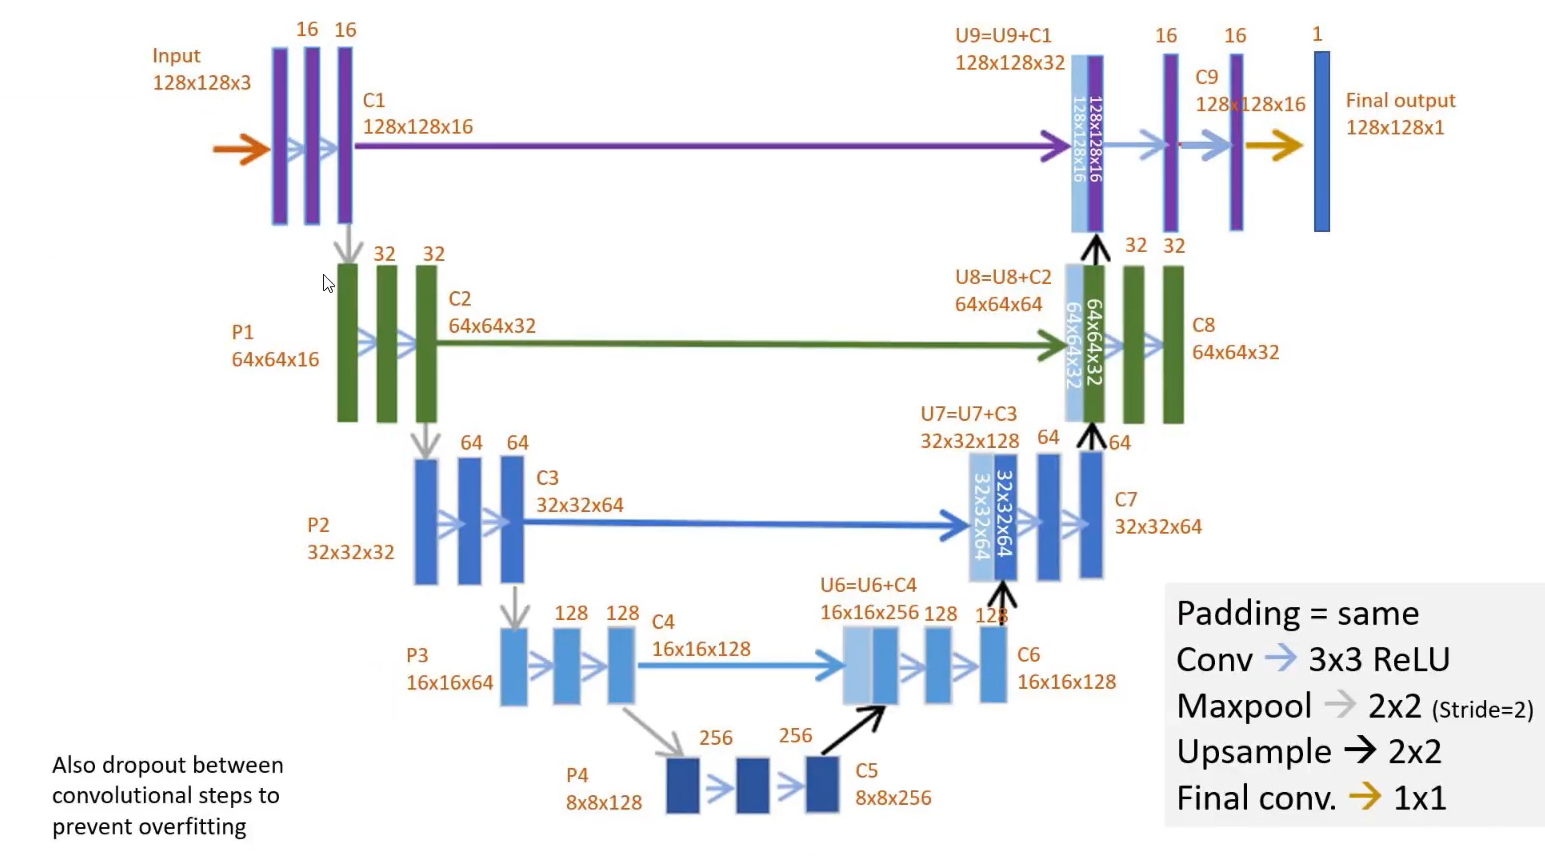 16 16
Input
128x128x3
C1
128x128x16
U9=U9+C1
128x128x32
128x128x16
128x128x16
16
16
C9
128x128x16
1
Final output
128x128x1
P1
64x64x16
32
32
C2
64x64x32
U8=U8+C2
64x64x64
64x64x32
64x64x32
32 32
C8
64x64x32
P2
32x32x32
64
64
C3
32x32x64
U7=U7+C3
32x32x128
32x32x64
32x32x64
64
64
C7
32x32x64
P3
16x16x64
128
128
C4
16x16x128
U6=U6+C4
16x16x256
128
128
C6
16x16x128
P4
8x8x128
256
256
C5
8x8x256
Also dropout between
convolutional steps to
prevent overfitting
Padding = same
Conv → 3x3 ReLU
Maxpool → 2x2 (Stride=2)
Upsample → 2x2
Final conv. → 1x1